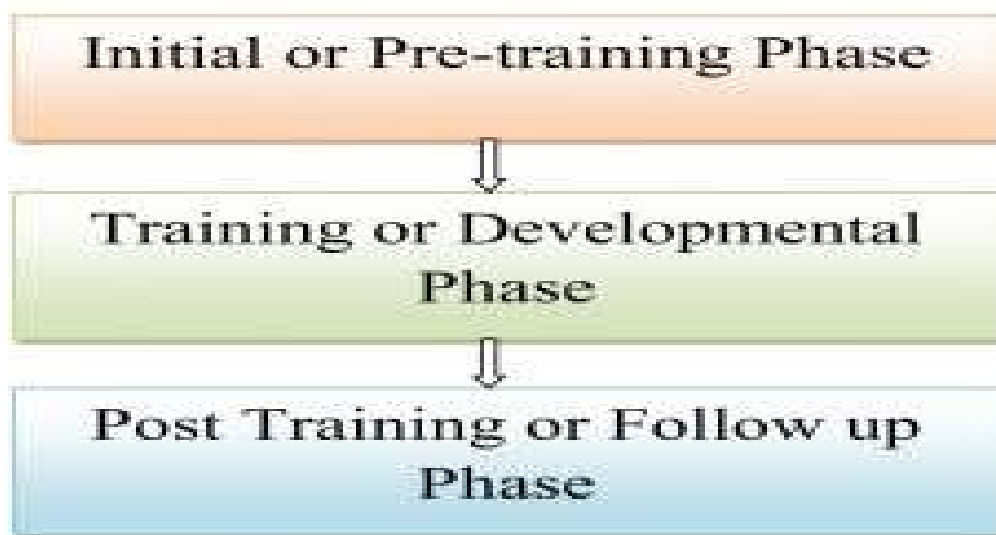 Initial or Pre-training Phase
Training or Developmental
Phase
Post Training or Follow up
Phase